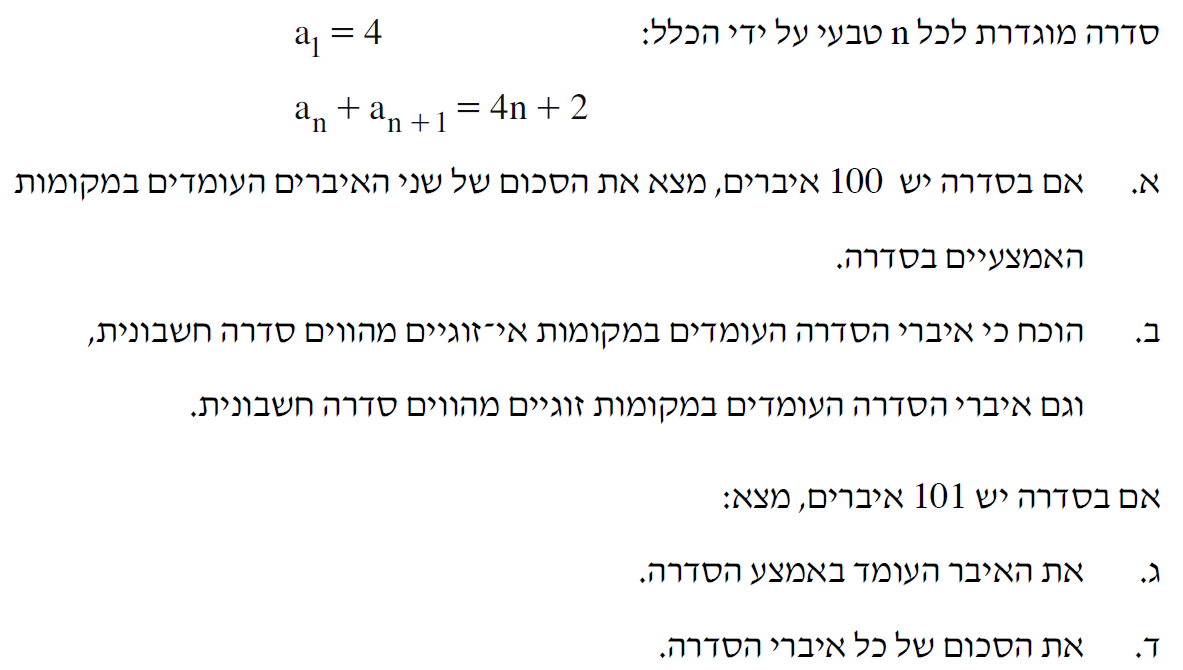 סדרה מוגדרת לכל n טבעי על ידי הכלל: a₁ = 4
aₙ + aₙ ₊ ₁ = 4n + 2
א. אם בסדרה יש 100 איברים, מצא את הסכום של שני האיברים העומדים במקומות
האמצעיים בסדרה.
ב. הוכח כי איברי הסדרה העומדים במקומות אי־זוגיים מהווים סדרה חשבונית,
וגם איברי הסדרה העומדים במקומות זוגיים מהווים סדרה חשבונית.
אם בסדרה יש 101 איברים, מצא:
ג. את האיבר העומד באמצע הסדרה.
ד. את הסכום של כל איברי הסדרה.